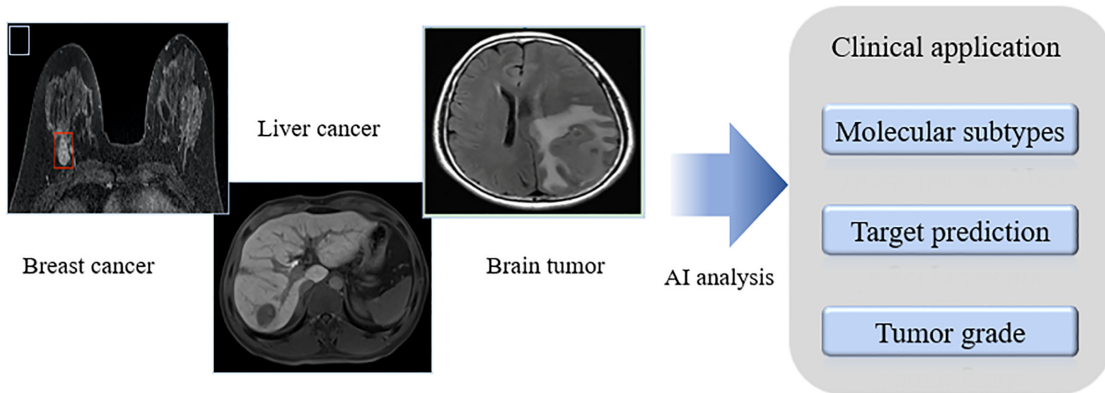 Clinical application
Liver cancer
Molecular subtypes
Target prediction
Breast cancer
Brain tumor
AI analysis
Tumor grade